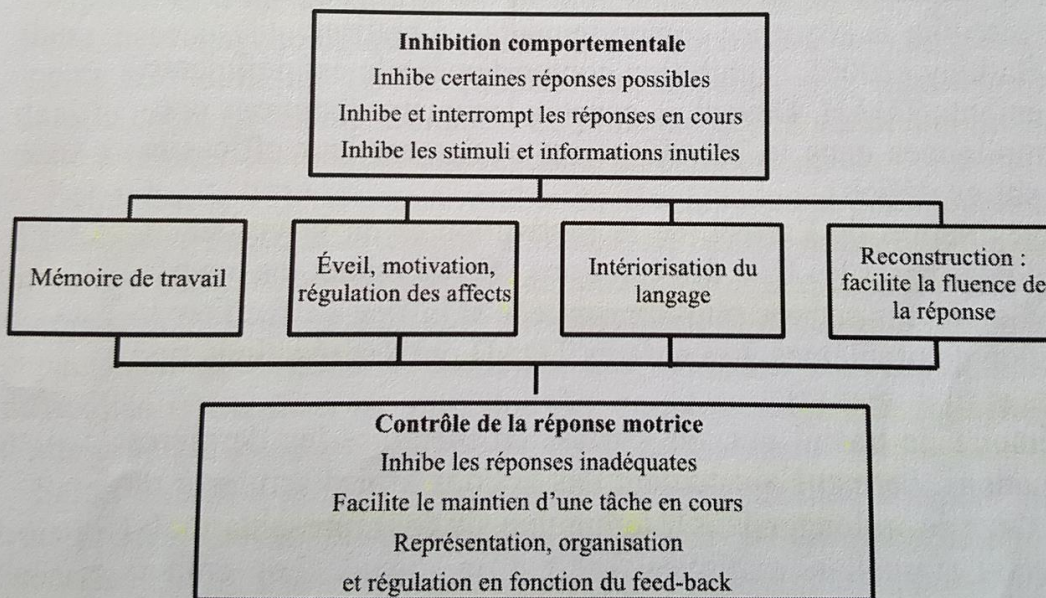 Inhibition comportementale
Inhibe certaines réponses possibles
Inhibe et interrompt les réponses en cours
Inhibe les stimuli et informations inutiles
Mémoire de travail
Éveil, motivation,
régulation des affects
Intériorisation du
langage
Reconstruction :
facilite la fluence de
la réponse
Contrôle de la réponse motrice
Inhibe les réponses inadéquates
Facilite le maintien d'une tâche en cours
Représentation, organisation
et régulation en fonction du feed-back